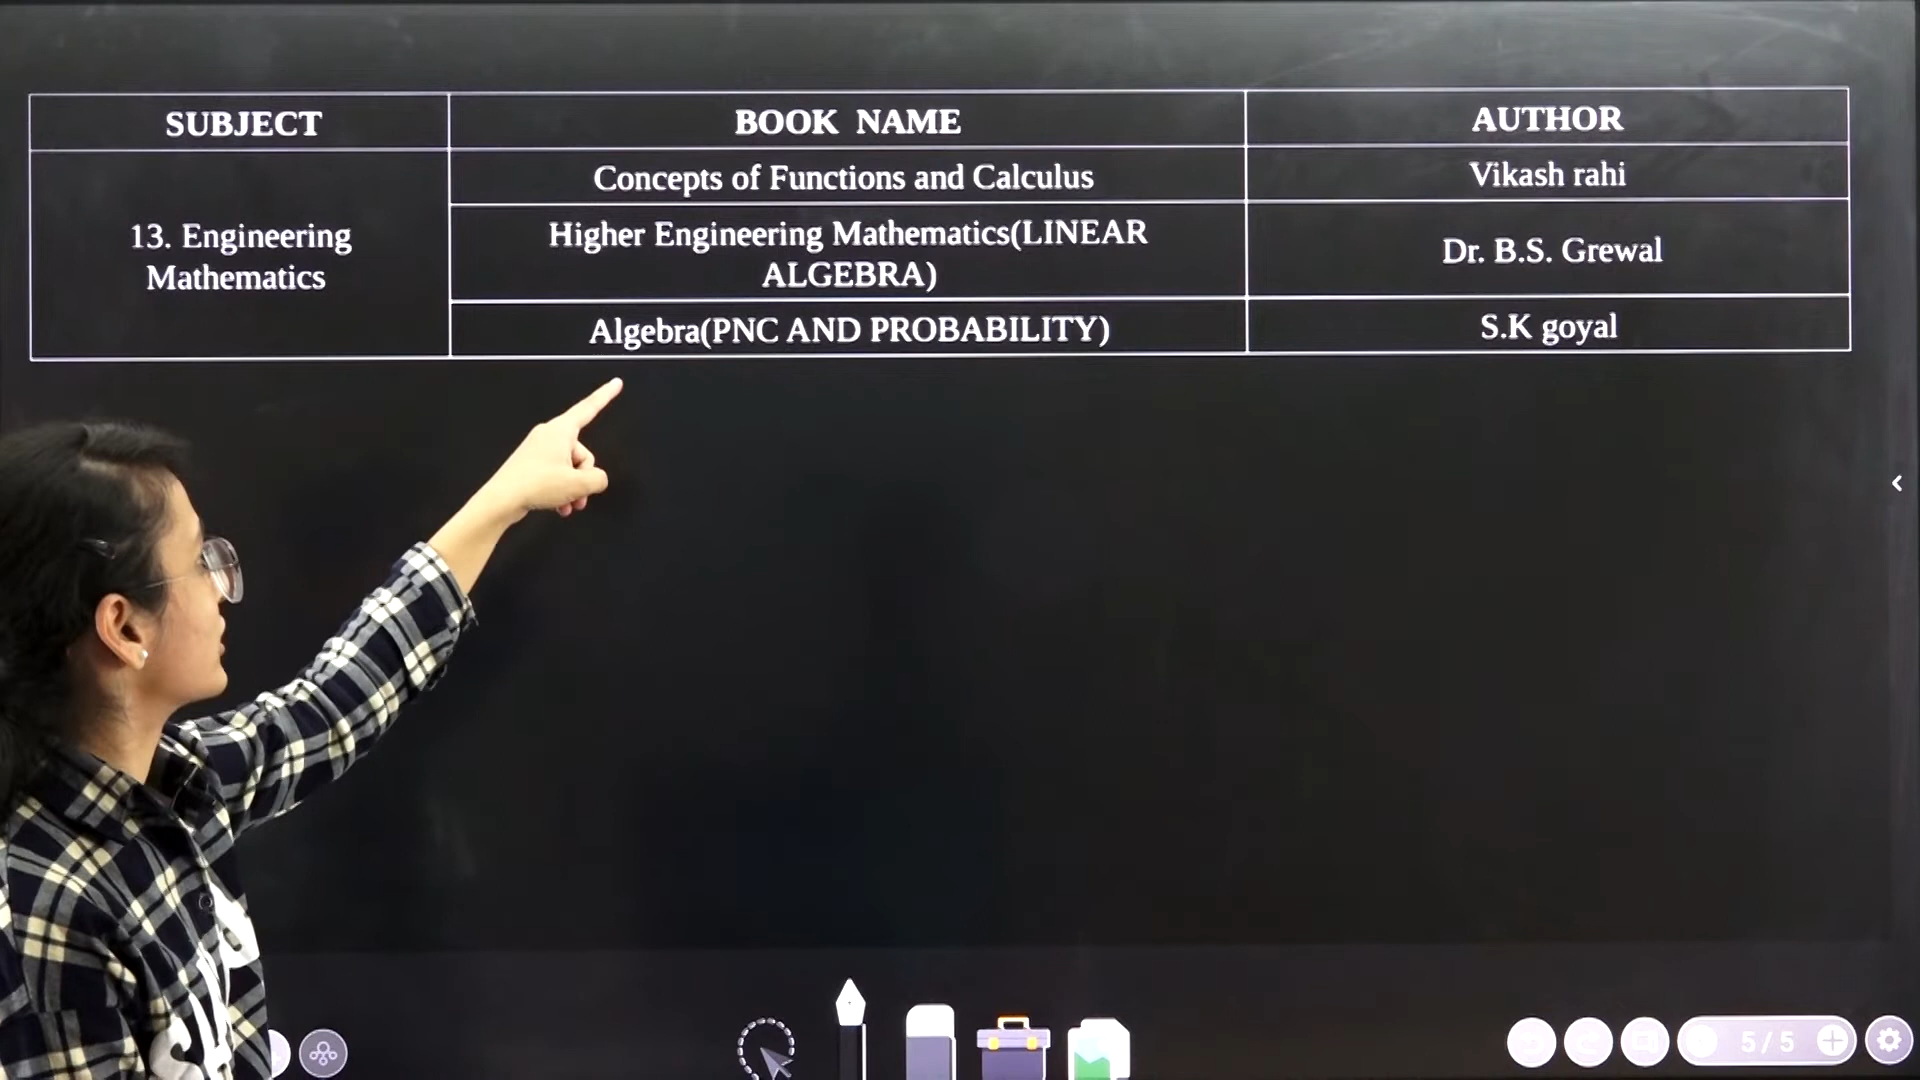 SUBJECT BOOK NAME AUTHOR
13. Engineering
Mathematics
Concepts of Functions and Calculus Vikash rahi
Higher Engineering Mathematics(LINEAR
ALGEBRA) Dr. B.S. Grewal
Algebra(PNC AND PROBABILITY) S.K goyal
5/5